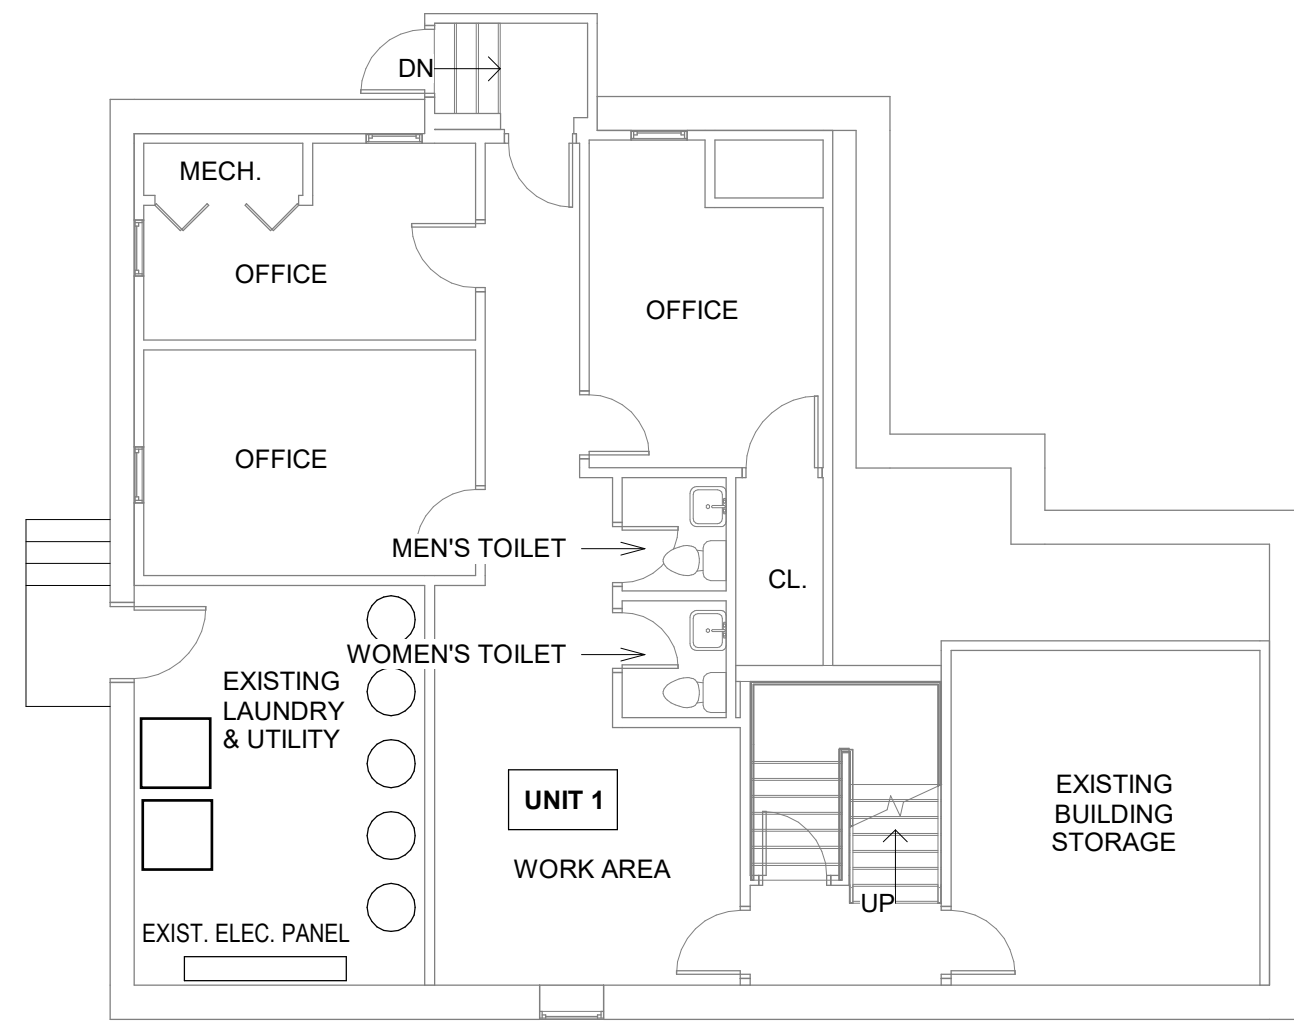 DN
MECH.
OFFICE
OFFICE
OFFICE
MEN'S TOILET
CL.
WOMEN'S TOILET
EXISTING
LAUNDRY
& UTILITY
UNIT 1
WORK AREA
EXISTING
BUILDING
STORAGE
UP
EXIST. ELEC. PANEL